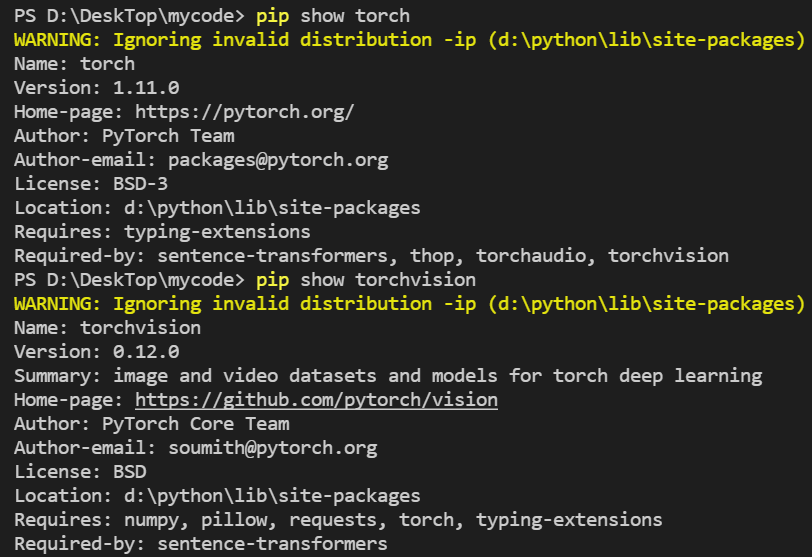 PS D:\DeskTop\mycode> pip show torch
WARNING: Ignoring invalid distribution -ip (d:\python\lib\site-packages)
Name: torch
Version: 1.11.0
Home-page: https://pytorch.org/
Author: PyTorch Team
Author-email: packages@pytorch.org
License: BSD-3
Location: d:\python\lib\site-packages
Requires: typing-extensions
Required-by: sentence-transformers, thop, torchaudio, torchvision
PS D:\DeskTop\mycode> pip show torchvision
WARNING: Ignoring invalid distribution -ip (d:\python\lib\site-packages)
Name: torchvision
Version: 0.12.0
Summary: image and video datasets and models for torch deep learning
Home-page: https://github.com/pytorch/vision
Author: PyTorch Core Team
Author-email: soumith@pytorch.org
License: BSD
Location: d:\python\lib\site-packages
Requires: numpy, pillow, requests, torch, typing-extensions
Required-by: sentence-transformers